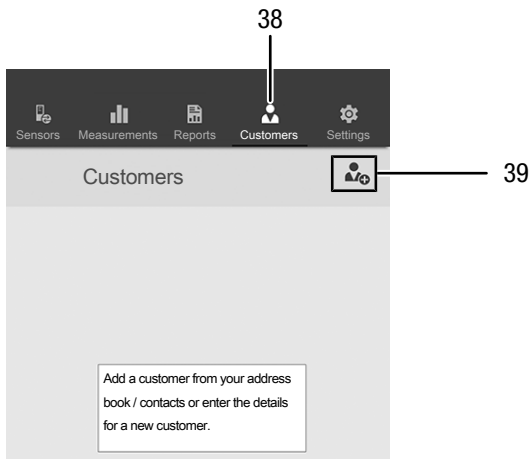 38
Sensors Measurements Reports Customers Settings
Customers
39
Add a customer from your address
book / contacts or enter the details
for a new customer.